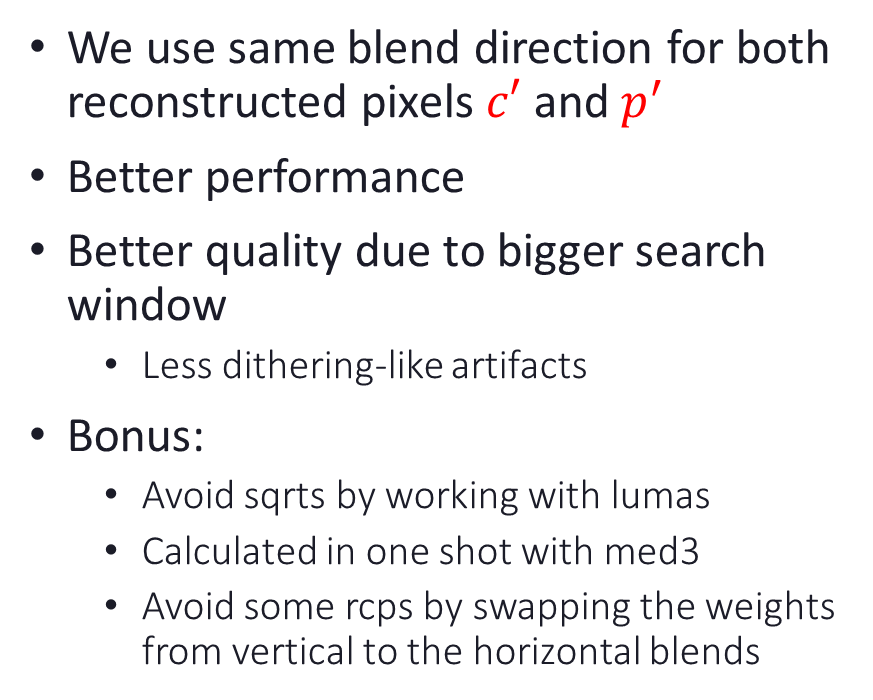 • We use same blend direction for both
reconstructed pixels c′ and p′
• Better performance
• Better quality due to bigger search
window
• Less dithering-like artifacts
• Bonus:
• Avoid sqrts by working with lumas
• Calculated in one shot with med3
• Avoid some rcps by swapping the weights
from vertical to the horizontal blends